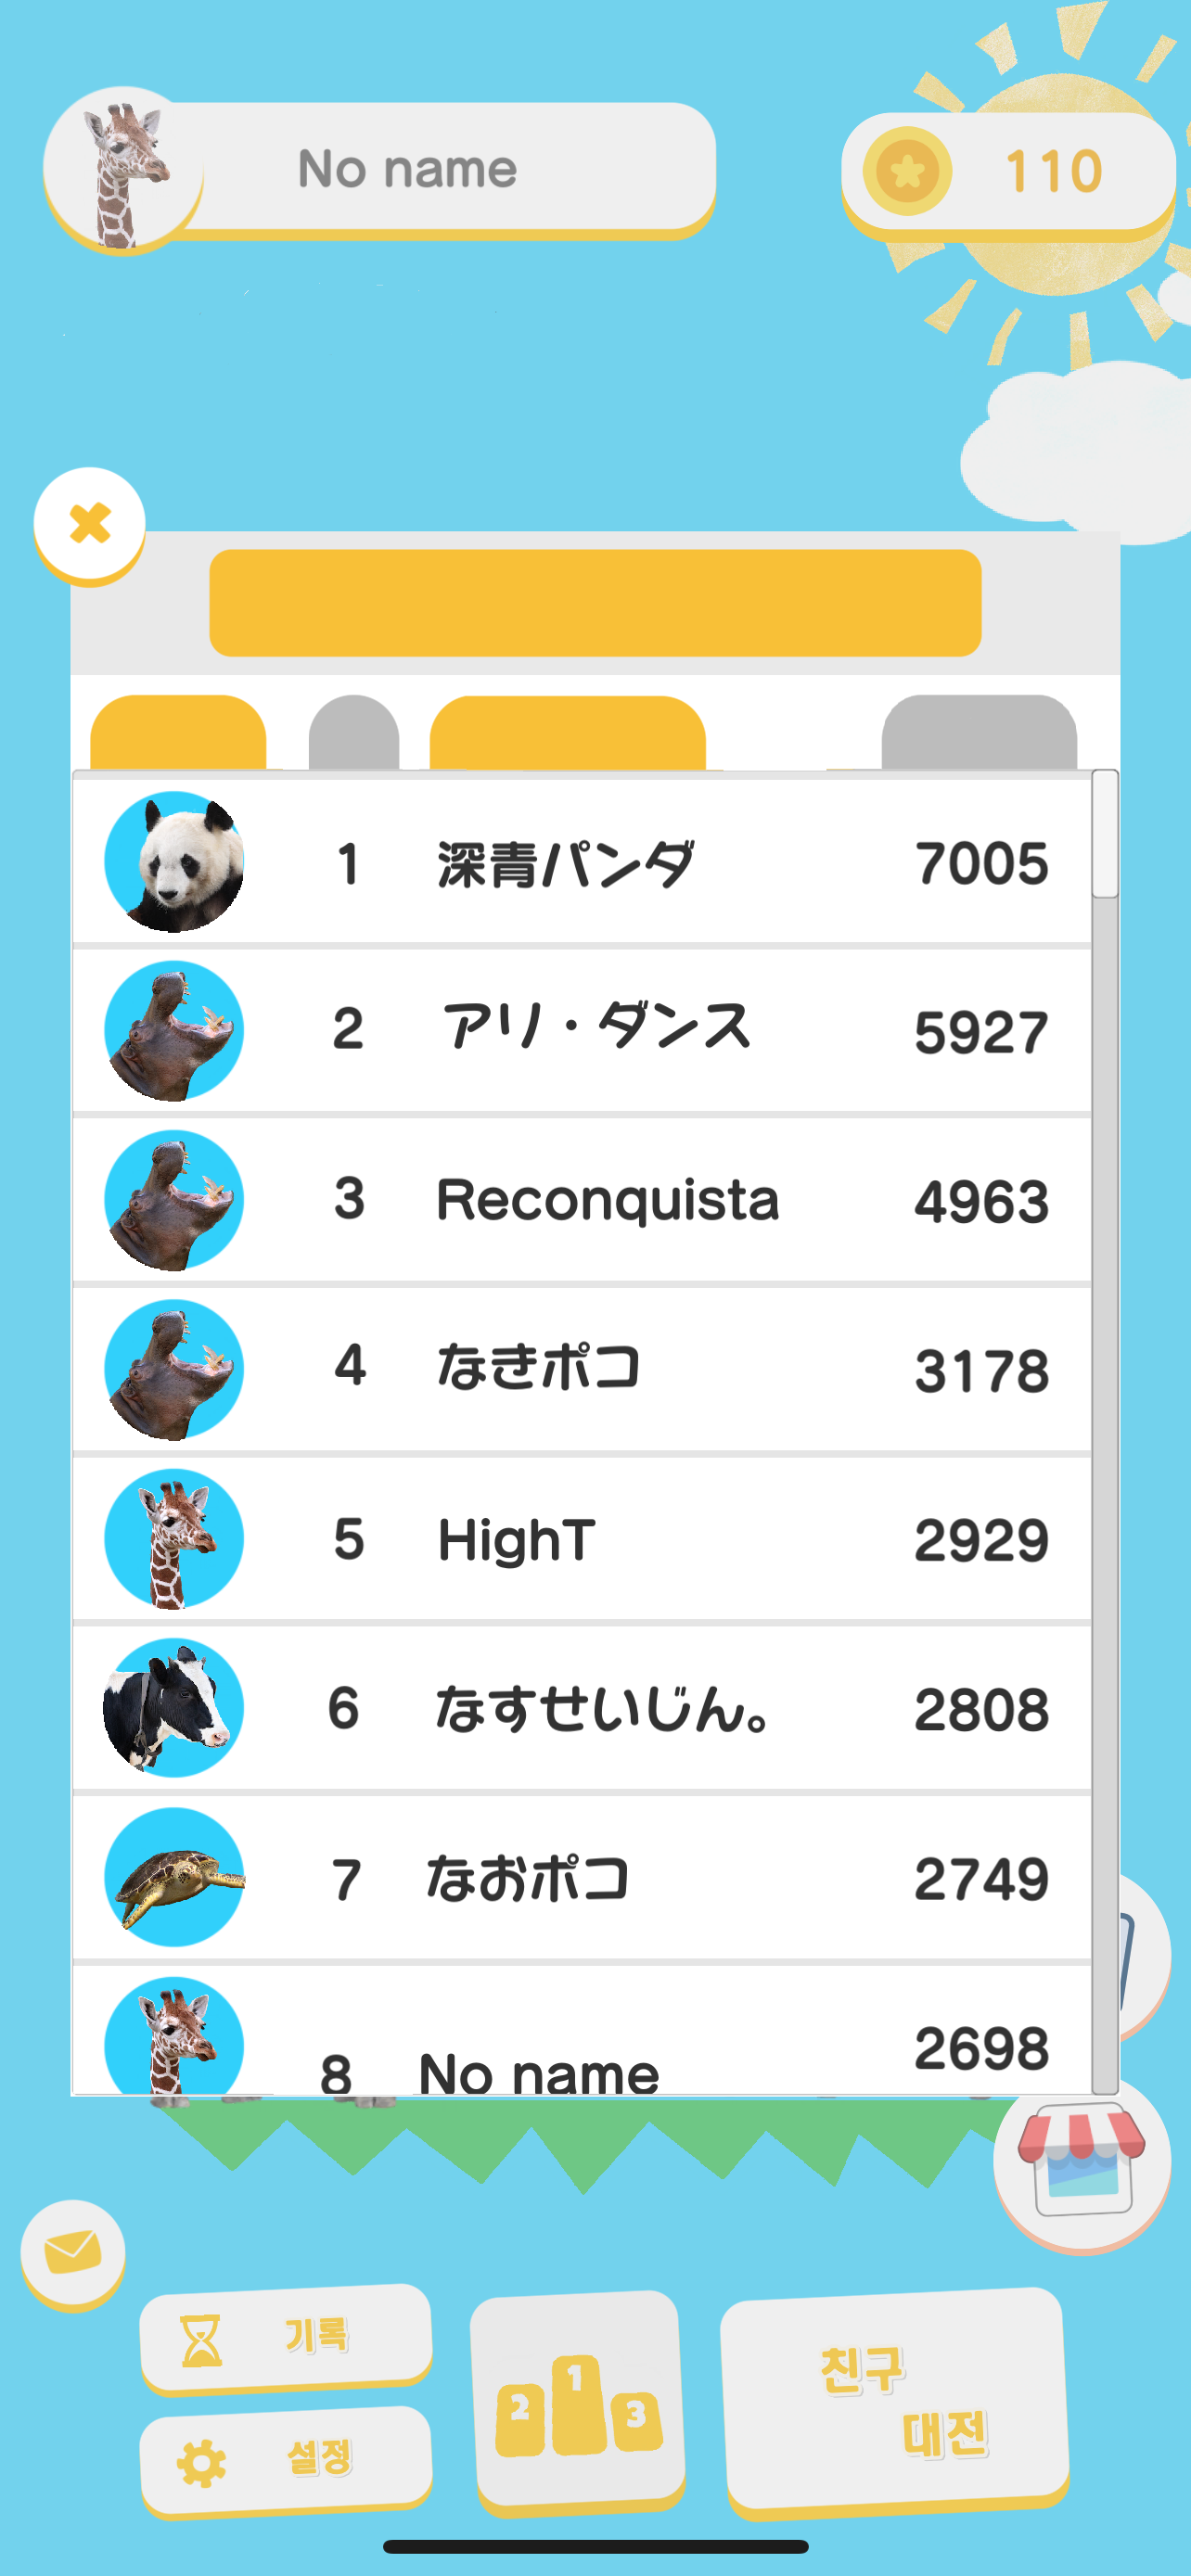 No name
110
1 深青パンダ 7005
2 アリ・ダンス 5927
3 Reconquista 4963
4 なきポコ 3178
5 HighT 2929
6 なすせいじん。 2808
7 なおポコ 2749
8 No name 2698
기록
설정
2 1 3
친구
대전